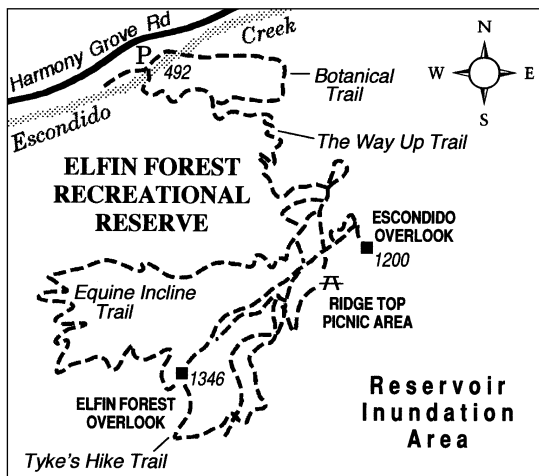 Harmony Grove Rd
P
Creek
492
Escondido
Botanical
Trail
N
W
E
S
The Way Up Trail
ELFIN FOREST
RECREATIONAL
RESERVE
ESCONDIDO
OVERLOOK
1200
Equine Incline
Trail
RIDGE TOP
PICNIC AREA
1346
ELFIN FOREST
OVERLOOK
Reservoir
Inundation
Area
Tyke's Hike Trail